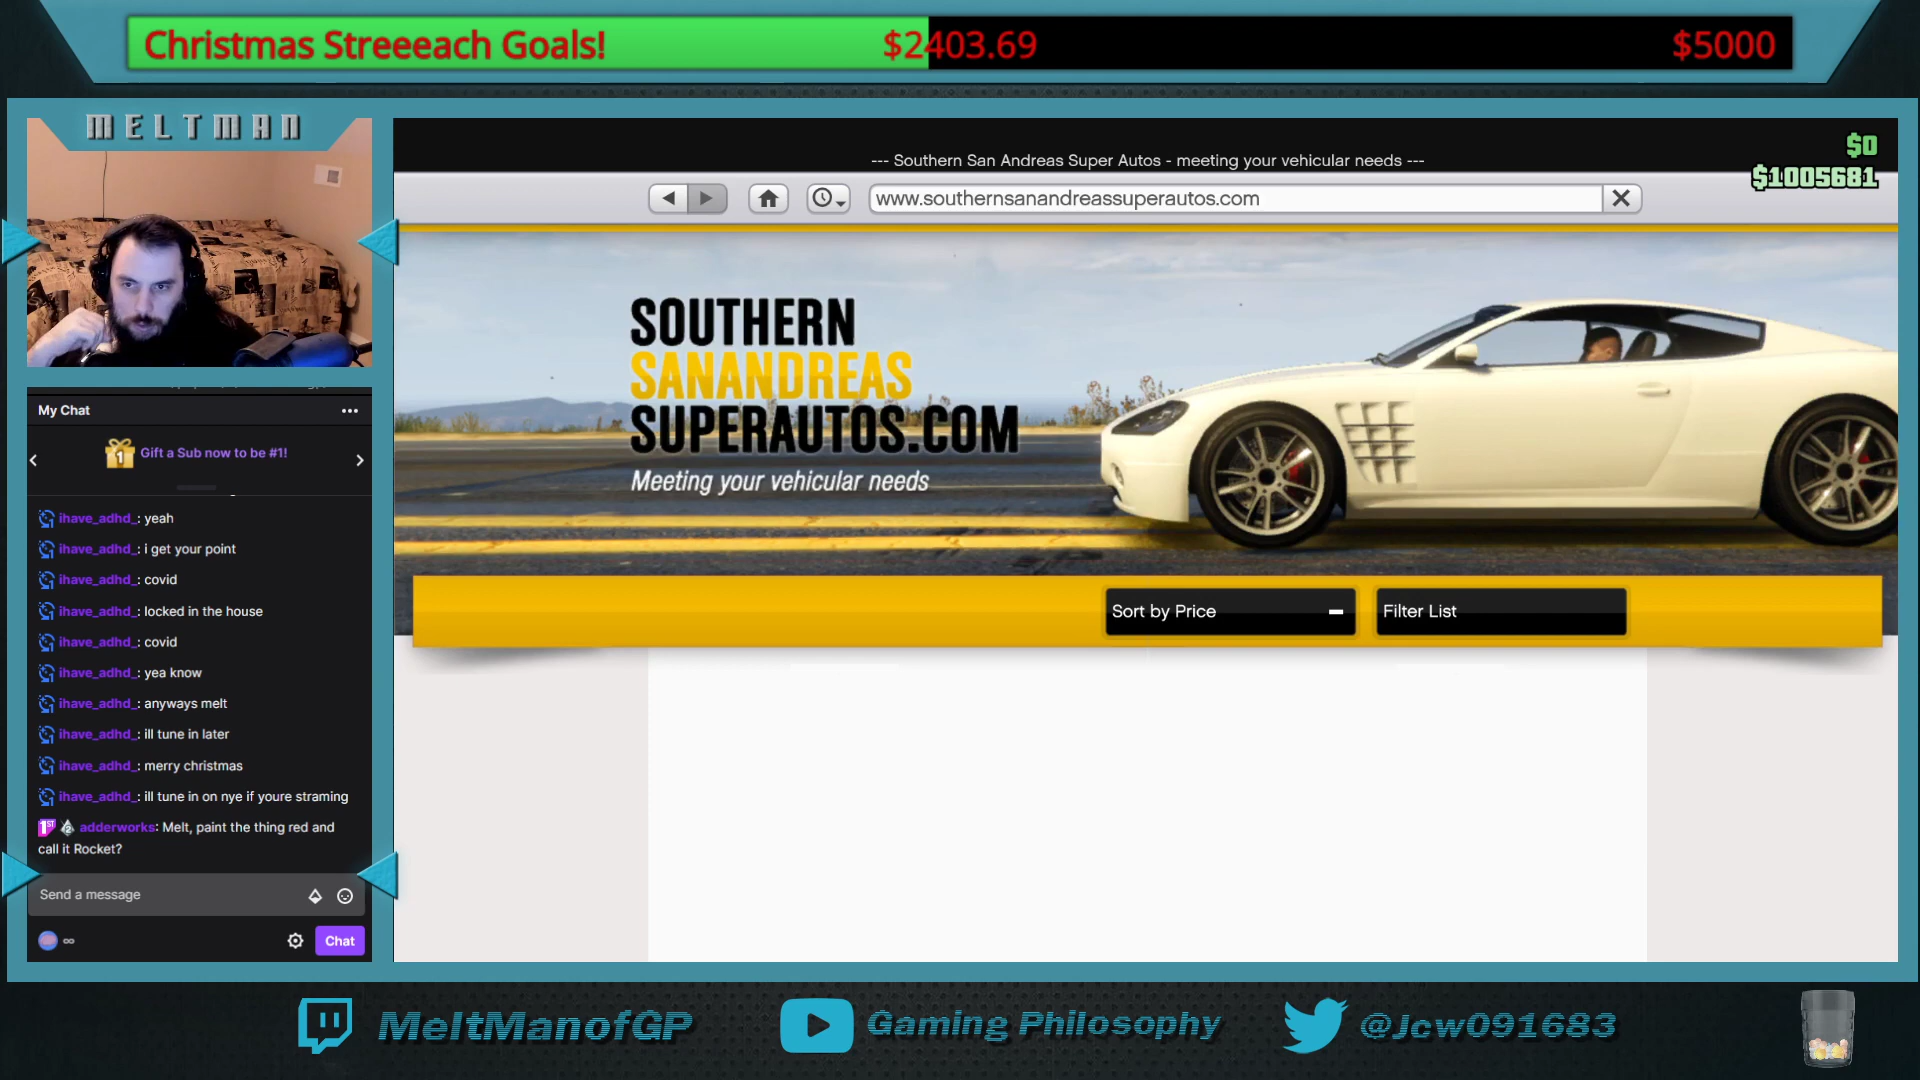 Christmas Streeeach Goals! $2403.69 $5000
MELTMAN
--- Southern San Andreas Super Autos - meeting your vehicular needs ---
$0
$1005681
www.southernsanandreassuperautos.com
SOUTHERN
SANANDREAS
SUPERAUTOS.COM
Meeting your vehicular needs
Sort by Price
Filter List
My Chat
1 Gift a Sub now to be #1!
ihave_adhd_: yeah
ihave_adhd_: i get your point
ihave_adhd_: covid
ihave_adhd_: locked in the house
ihave_adhd_: covid
ihave_adhd_: yea know
ihave_adhd_: anyways melt
ihave_adhd_: ill tune in later
ihave_adhd_: merry christmas
ihave_adhd_: ill tune in on nye if youre straming
1ST 2 adderworks: Melt, paint the thing red and
call it Rocket?
Send a message
∞
Chat
MeltManofGP
Gaming Philosophy
@Jcw091683